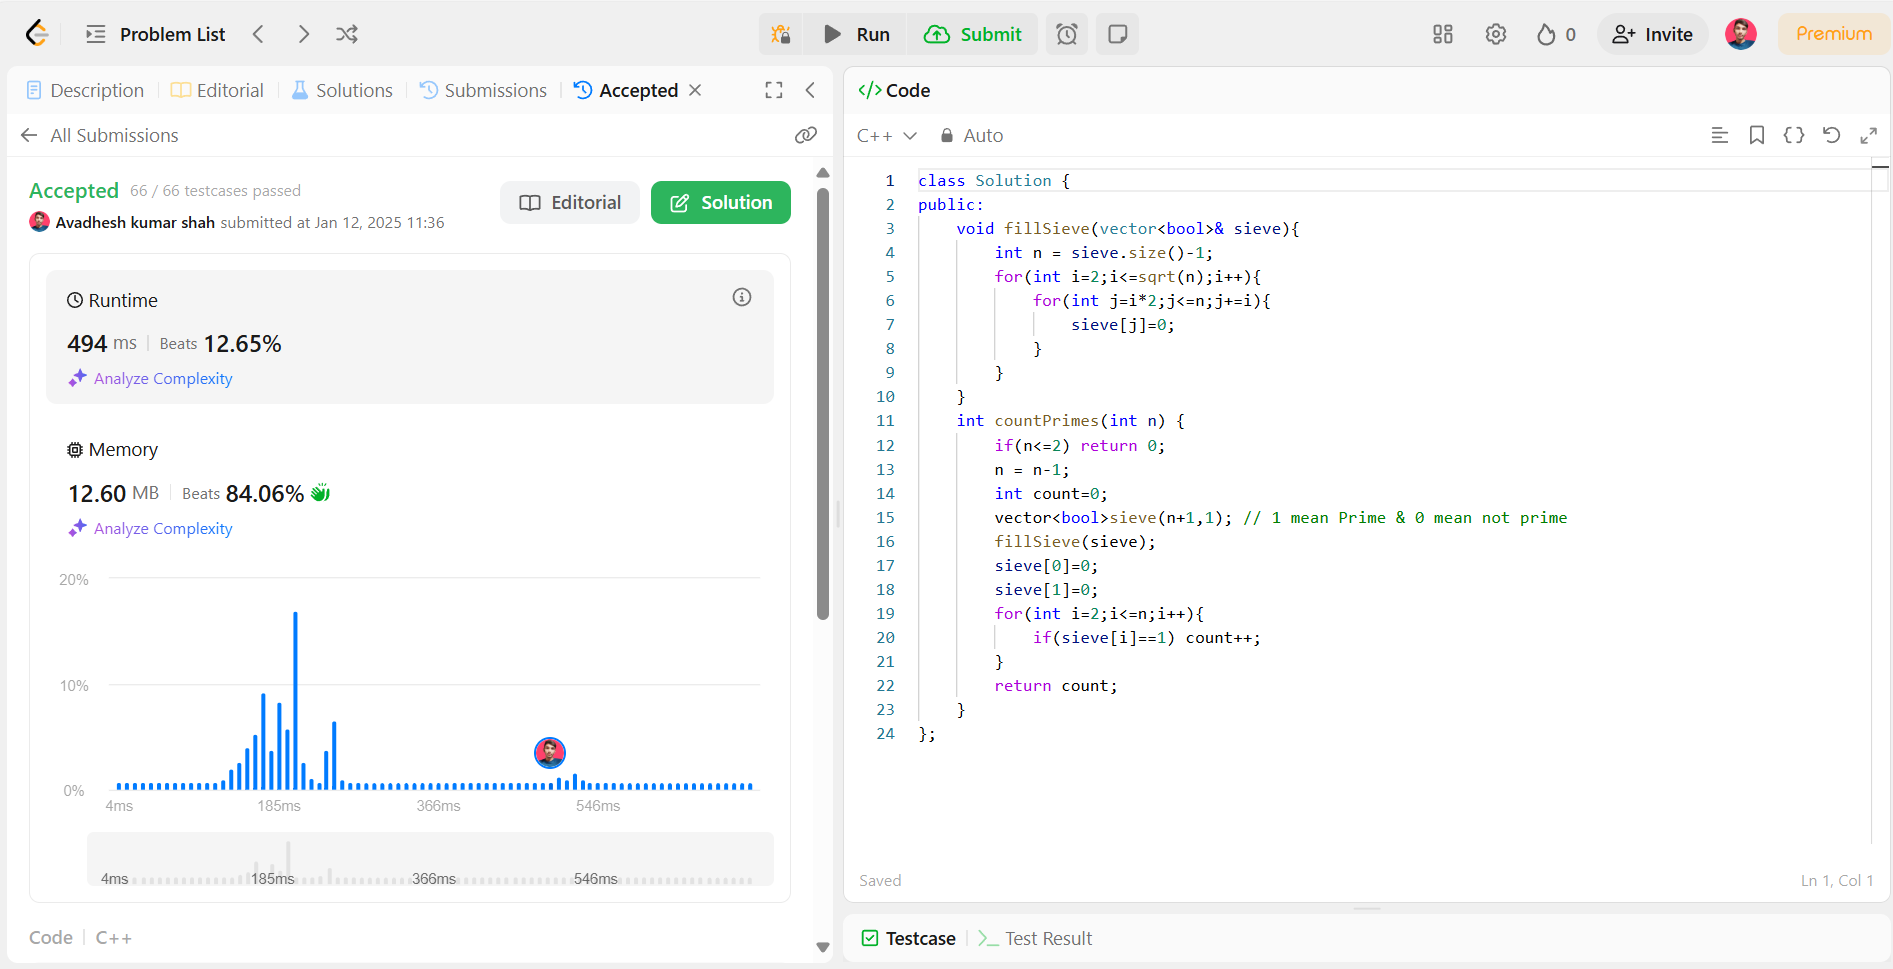 Problem List
Run
Submit
0
Invite
Premium
Description
Editorial
Solutions
Submissions
Accepted
All Submissions
Accepted 66 / 66 testcases passed
Avadhesh kumar shah submitted at Jan 12, 2025 11:36
Editorial
Solution
Runtime
494 ms Beats 12.65%
Analyze Complexity
Memory
12.60 MB Beats 84.06%
Analyze Complexity
20%
10%
0%
4ms 185ms 366ms 546ms
4ms 185ms 366ms 546ms
Code C++
</> Code
C++ Auto
1 class Solution {
2 public:
3 void fillSieve(vector<bool>& sieve){
4 int n = sieve.size()-1;
5 for(int i=2;i<=sqrt(n);i++){
6 for(int j=i*2;j<=n;j+=i){
7 sieve[j]=0;
8 }
9 }
10 }
11 int countPrimes(int n) {
12 if(n<=2) return 0;
13 n = n-1;
14 int count=0;
15 vector<bool>sieve(n+1,1); // 1 mean Prime & 0 mean not prime
16 fillSieve(sieve);
17 sieve[0]=0;
18 sieve[1]=0;
19 for(int i=2;i<=n;i++){
20 if(sieve[i]==1) count++;
21 }
22 return count;
23 }
24 };
Saved
Ln 1, Col 1
Testcase
Test Result